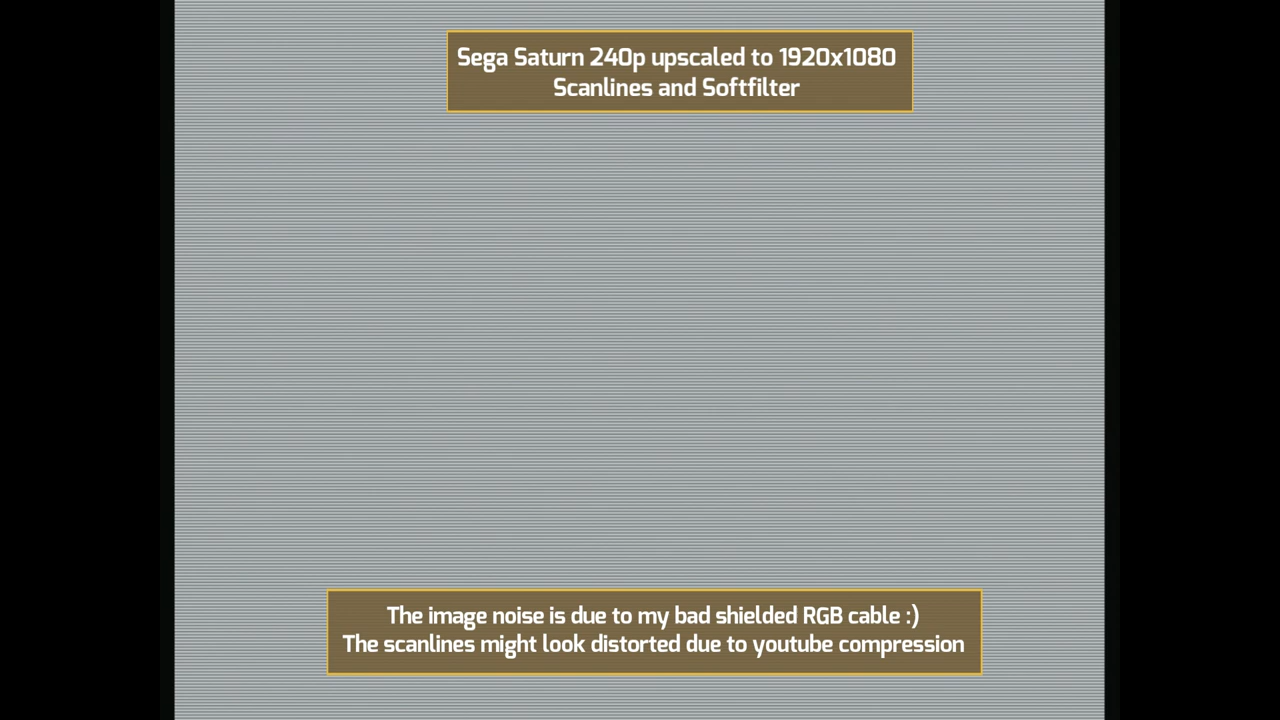 Sega Saturn 240p upscaled to 1920x1080
Scanlines and Softfilter
The image noise is due to my bad shielded RGB cable :)
The scanlines might look distorted due to youtube compression